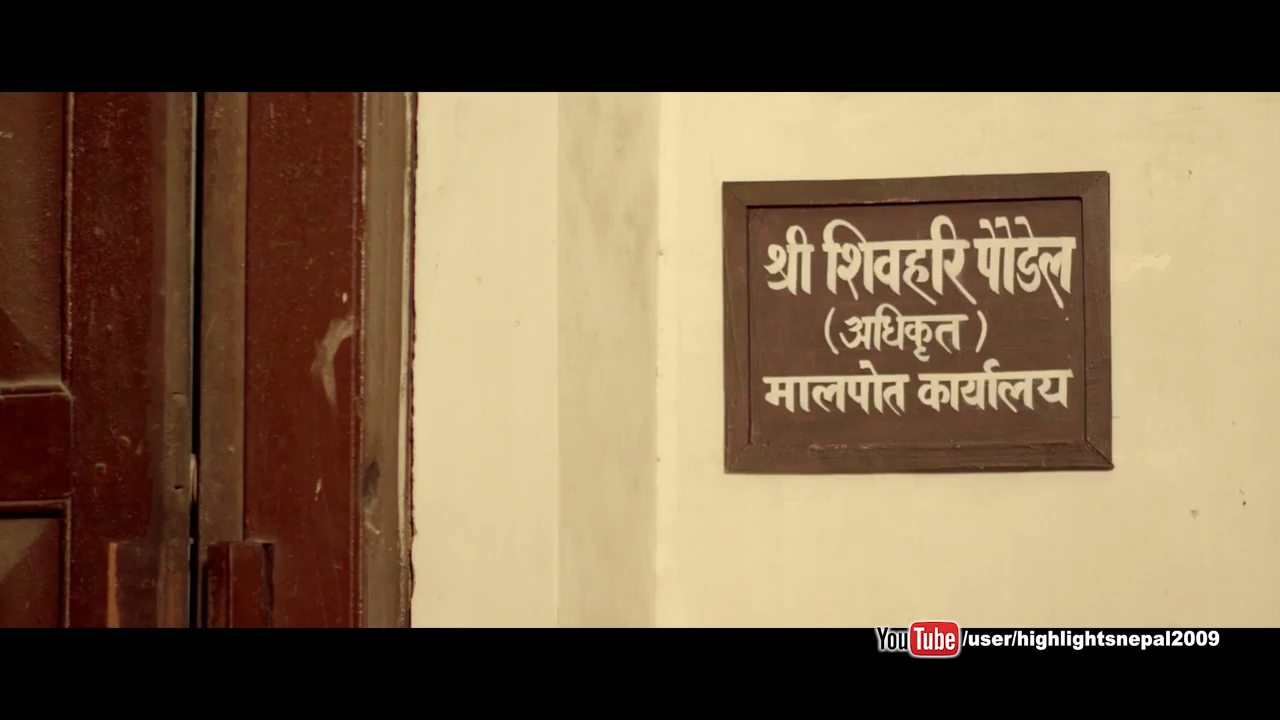 श्री शिवहरि पौडेल
(अधिकृत)
मालपोत कार्यालय
YouTube/user/highlightsnepal2009